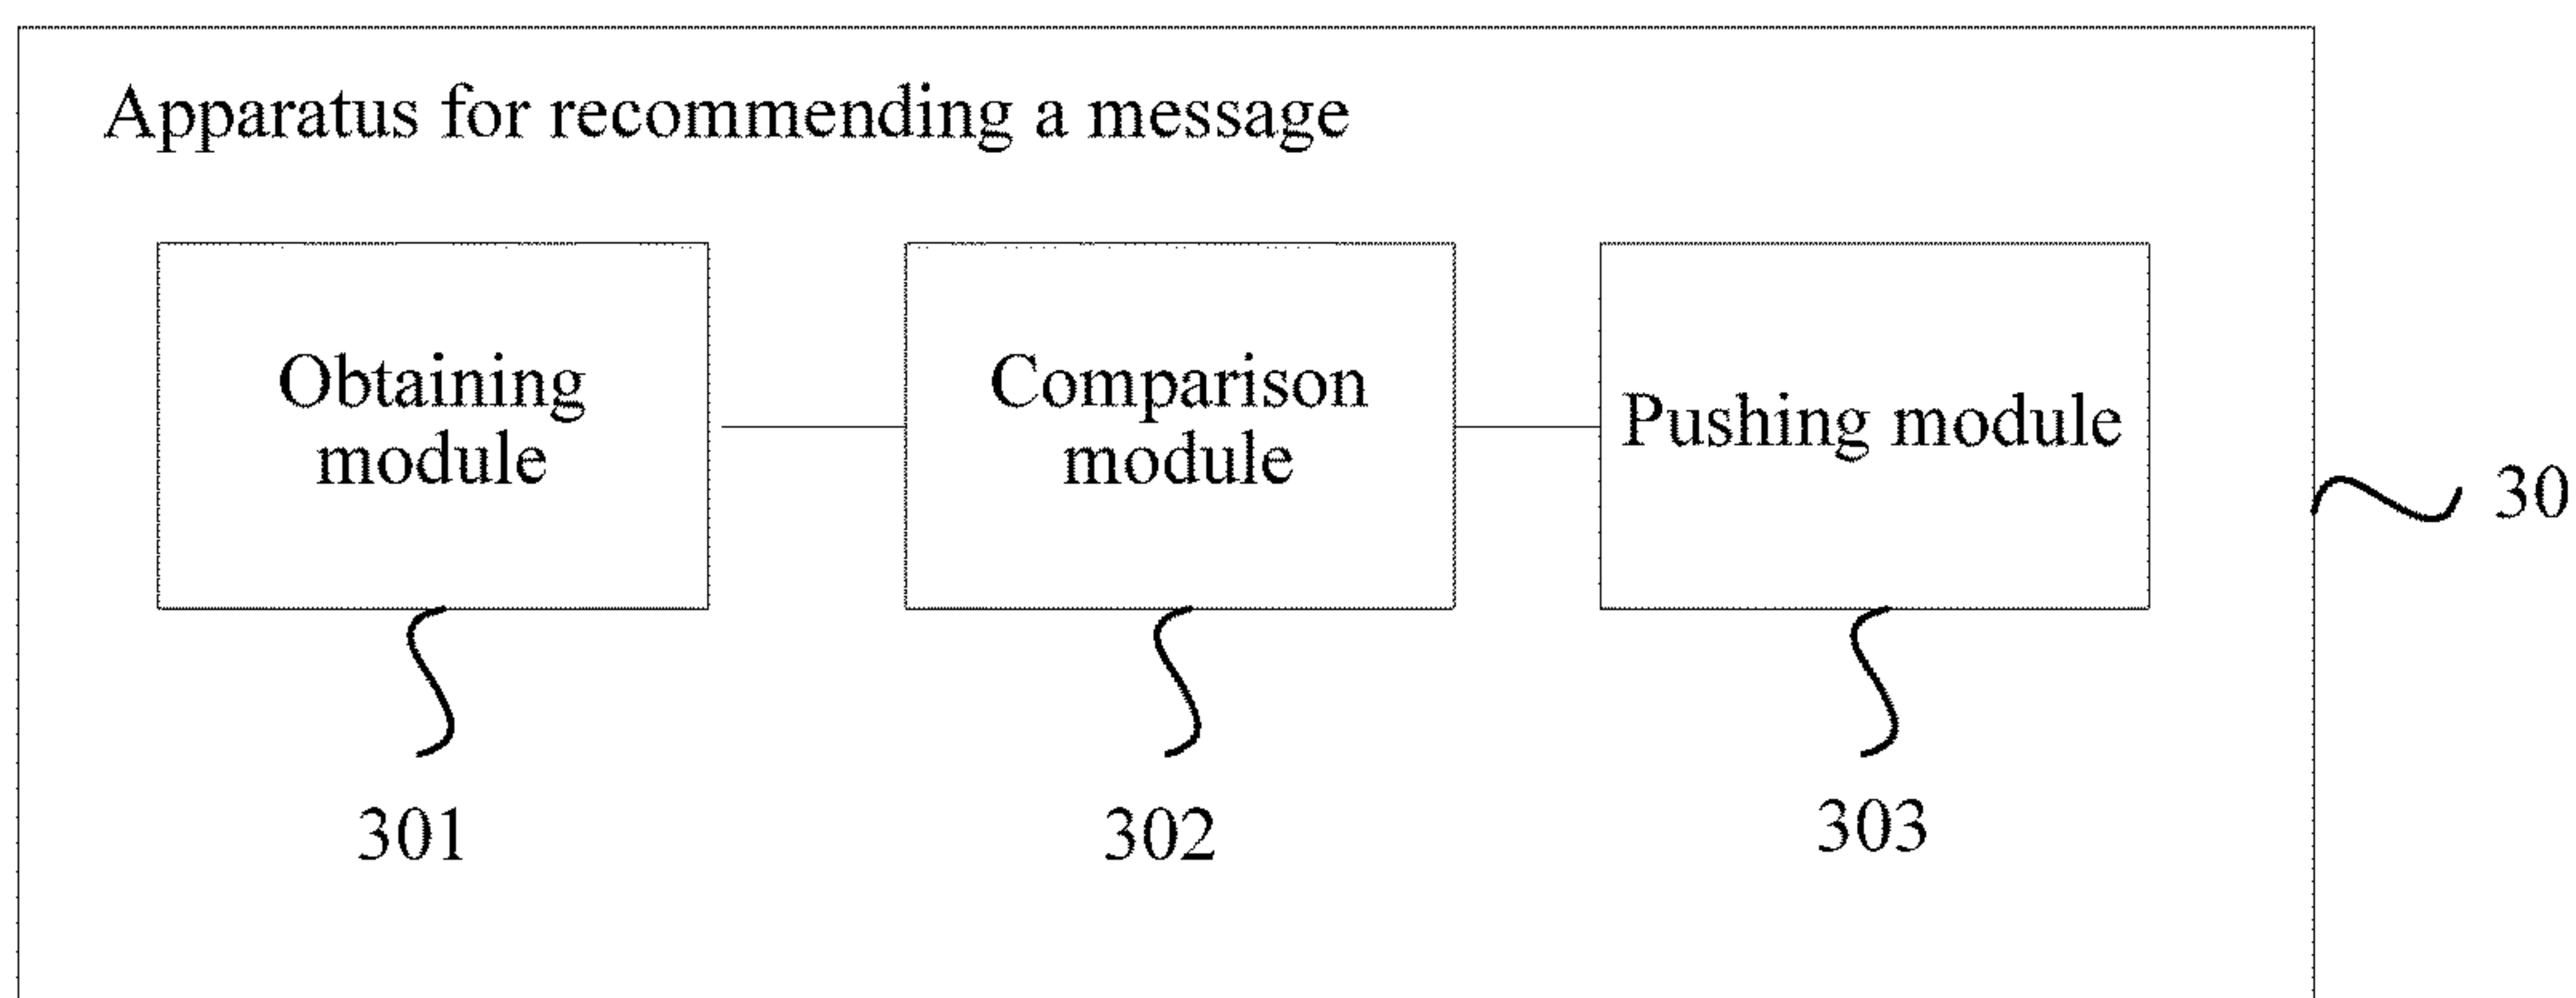 Apparatus for recommending a message
Obtaining
module
Comparison
module
Pushing module
30
301
302
303